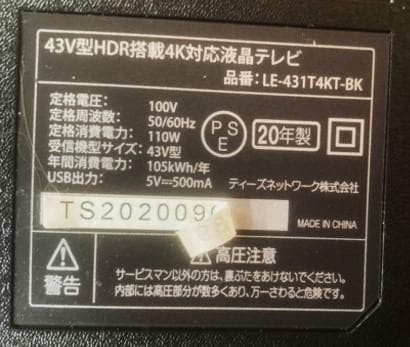 43V型HDR搭載4K対応液晶テレビ
品番：LE-431T4KT-BK
定格電圧： 100V
定格周波数： 50/60Hz
定格消費電力： 110W
受信機型サイズ： 43V型
年間消費電力： 105kWh/年
USB出力： 5V⎓500mA
PSE
20年製
ティーズネットワーク株式会社
TS2020090
MADE IN CHINA
高圧注意
警告
サービスマン以外の方は、裏ぶたをあけないでください。
内部には高圧部分が数多くあり、万一さわると危険です。